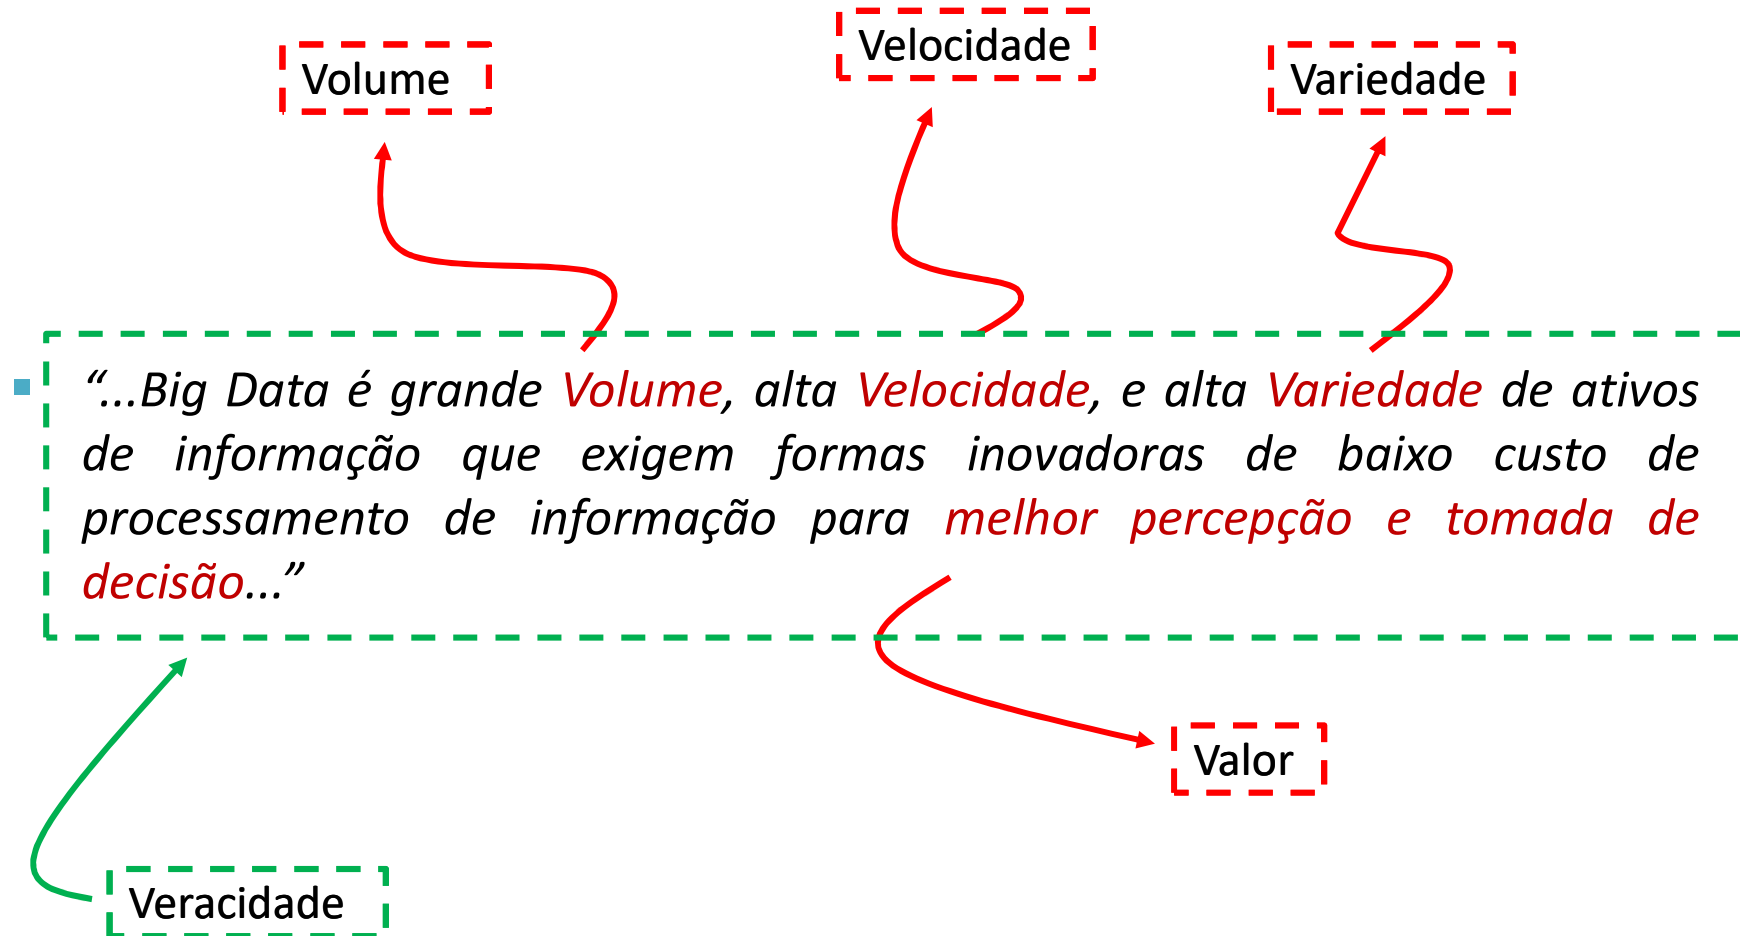 Volume
Velocidade
Variedade
“...Big Data é grande Volume, alta Velocidade, e alta Variedade de ativos
de informação que exigem formas inovadoras de baixo custo de
processamento de informação para melhor percepção e tomada de
decisão...”
Valor
Veracidade